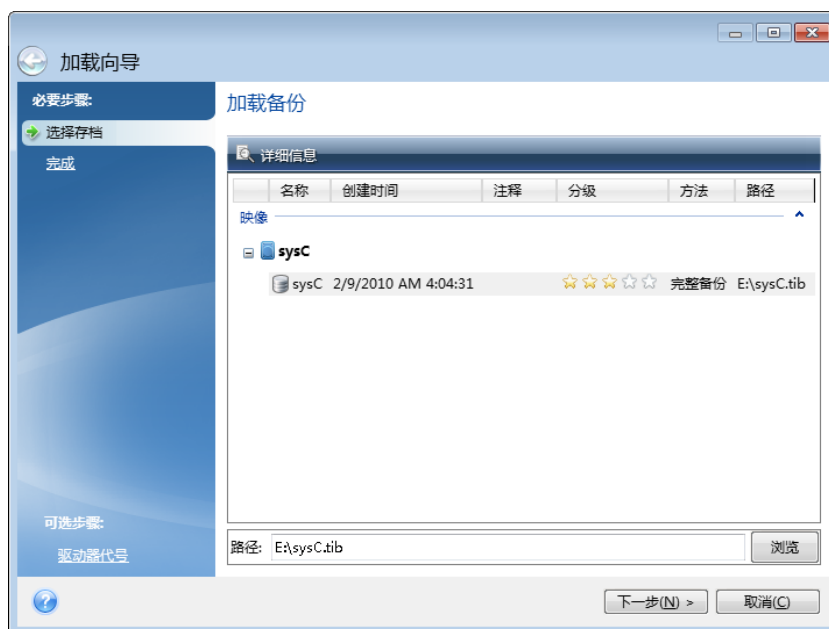 加载向导
必要步骤:
选择存档
完成
可选步骤:
驱动器代号
加载备份
详细信息
名称 创建时间 注释 分级 方法 路径
映像
sysC
sysC 2/9/2010 AM 4:04:31 完整备份 E:\sysC.tib
路径: E:\sysC.tib 浏览
下一步(N) > 取消(C)